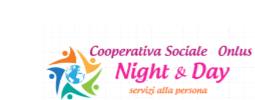 Cooperativa Sociale Onlus
Night & Day
servizi alla persona